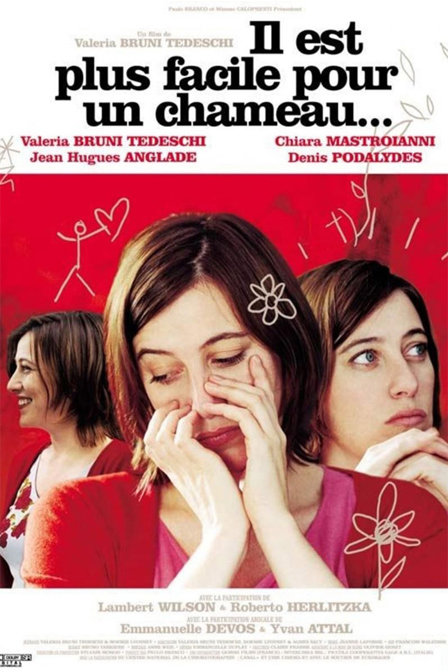 Paulo BRANCO et Mimmo CALOPRESTI Présentent
Un film de
Valeria BRUNI TEDESCHI
Il est
plus facile pour
un chameau...
Valeria BRUNI TEDESCHI
Chiara MASTROIANNI
Jean Hugues ANGLADE
Denis PODALYDES
AVEC LA PARTICIPATION DE
Lambert WILSON & Roberto HERLITZKA
AVEC LA PARTICIPATION AMICALE DE
Emmanuelle DEVOS & Yvan ATTAL